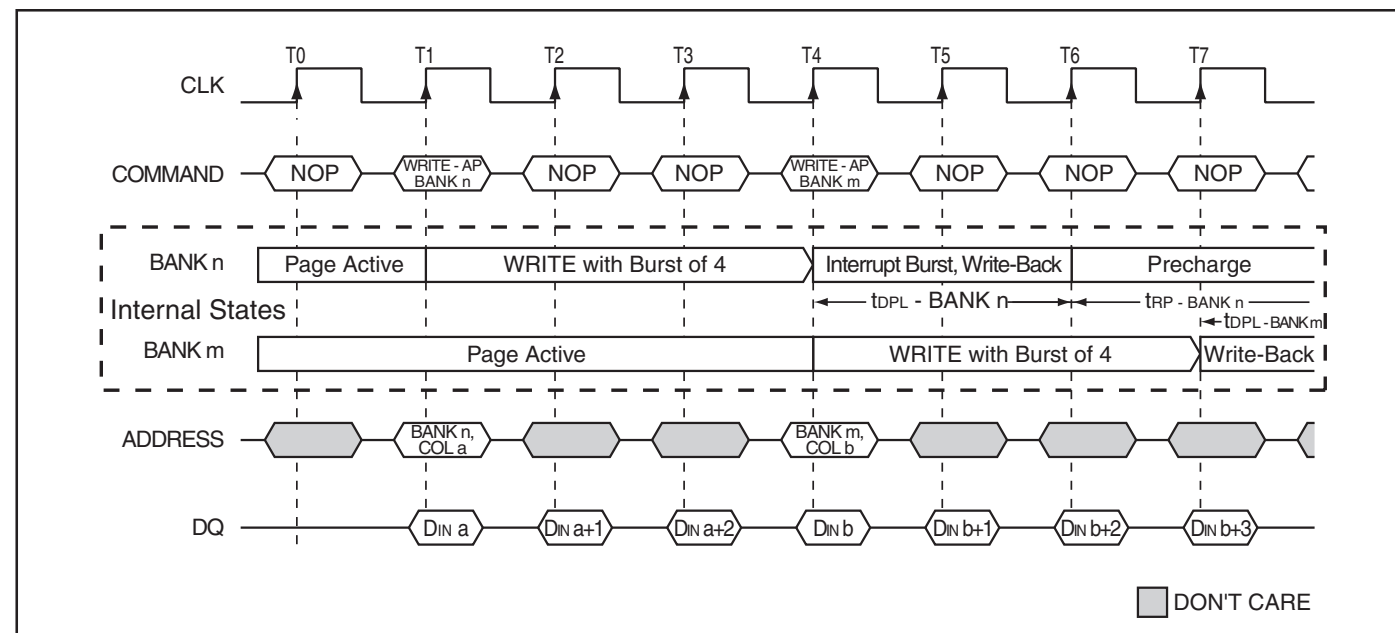 T0 T1 T2 T3 T4 T5 T6 T7
CLK
COMMAND NOP WRITE - AP BANK n NOP NOP WRITE - AP BANK m NOP NOP NOP
BANK n Page Active WRITE with Burst of 4 Interrupt Burst, Write-Back Precharge
tDPL - BANK n tRP - BANK n
Internal States
tDPL - BANK m
BANK m Page Active WRITE with Burst of 4 Write-Back
ADDRESS BANK n, COL a BANK m, COL b
DQ DIN a DIN a+1 DIN a+2 DIN b DIN b+1 DIN b+2 DIN b+3
DON'T CARE